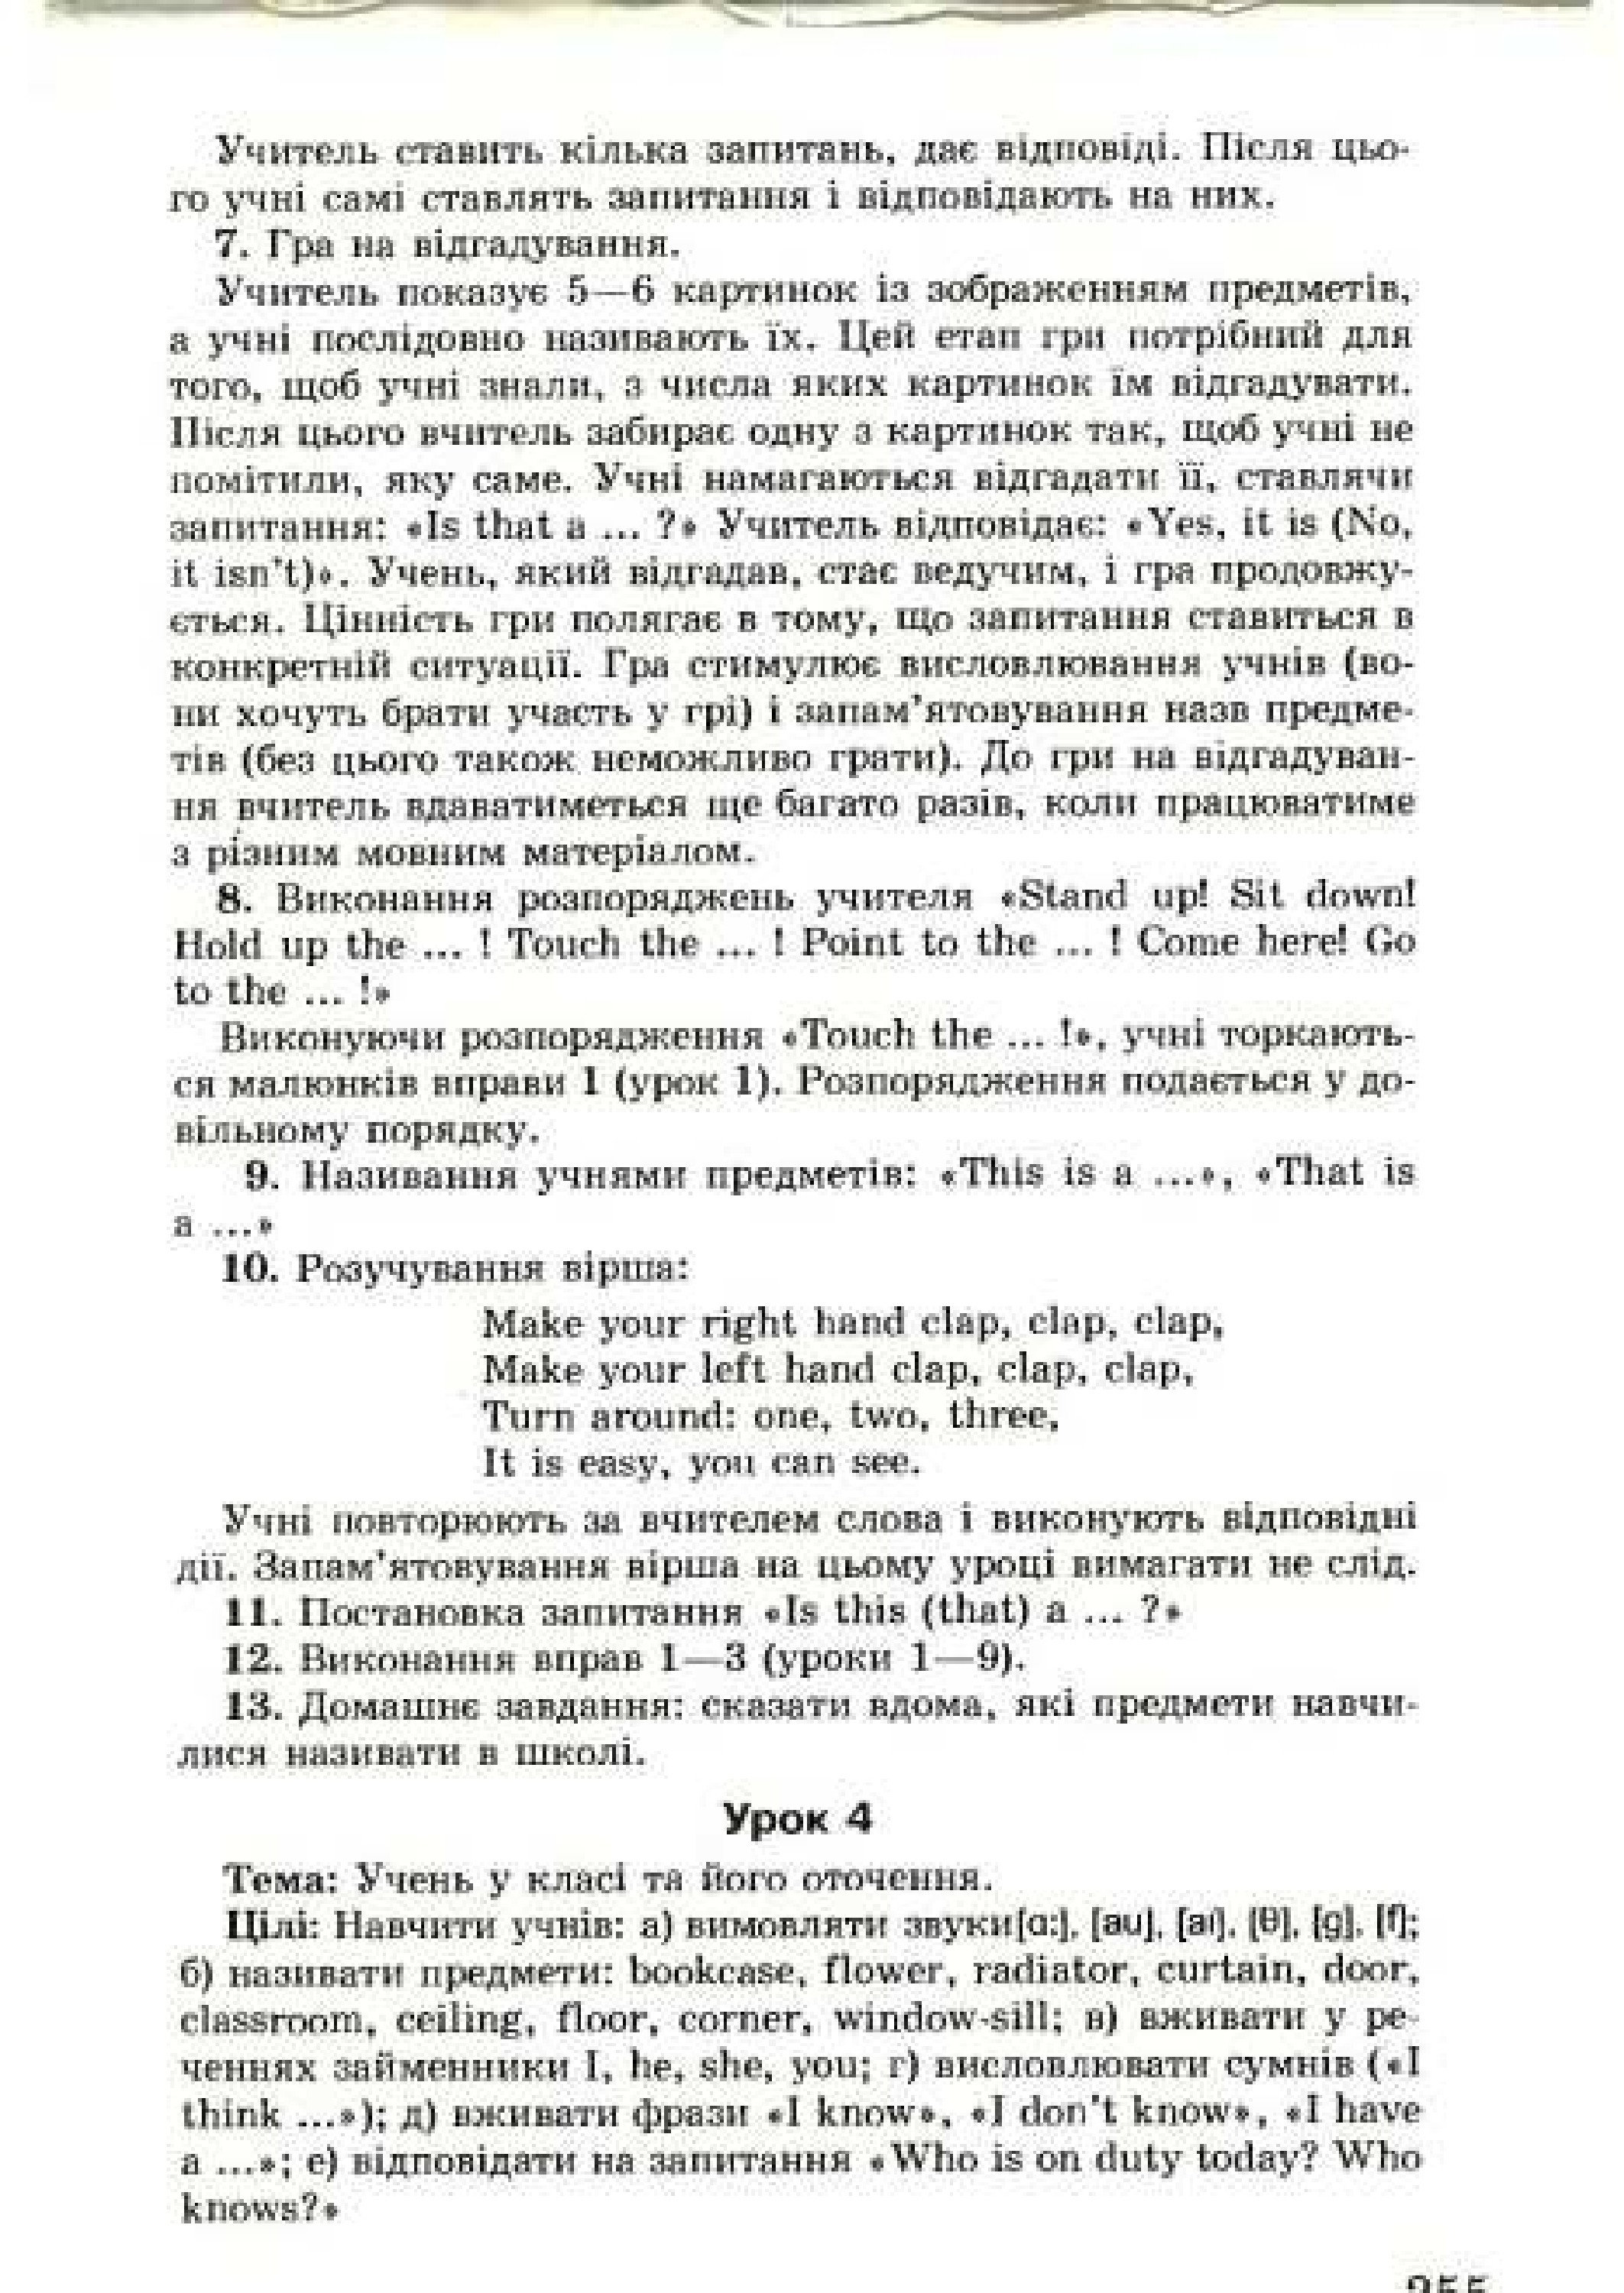 Учитель ставить кілька запитань, дає відповіді. Після цьо-
го учні самі ставлять запитання і відповідають на них.
7. Гра на відгадування.
Учитель показує 5—6 картинок із зображенням предметів,
а учні послідовно називають їх. Цей етап гри потрібний для
того, щоб учні знали, з числа яких картинок їм відгадувати.
Після цього вчитель забирає одну з картинок так, щоб учні не
помітили, яку саме. Учні намагаються відгадати її, ставлячи
запитання: «Is that a ... ?» Учитель відповідає: «Yes, it is (No,
it isn't)». Учень, який відгадав, стає ведучим, і гра продовжу-
ється. Цінність гри полягає в тому, що запитання ставиться в
конкретній ситуації. Гра стимулює висловлювання учнів (во-
ни хочуть брати участь у грі) і запам'ятовування назв предме-
тів (без цього також неможливо грати). До гри на відгадуван-
ня вчитель вдаватиметься ще багато разів, коли працюватиме
з різним мовним матеріалом.
8. Виконання розпоряджень учителя «Stand up! Sit down!
Hold up the ... ! Touch the ... ! Point to the ... ! Come here! Go
to the ... !»
Виконуючи розпорядження «Touch the ... !», учні торкають-
ся малюнків вправи 1 (урок 1). Розпорядження подається у до-
вільному порядку.
9. Називання учнями предметів: «This is a ...», «That is
a ...»
10. Розучування вірша:
Make your right hand clap, clap, clap,
Make your left hand clap, clap, clap,
Turn around: one, two, three,
It is easy, you can see.
Учні повторюють за вчителем слова і виконують відповідні
дії. Запам'ятовування вірша на цьому уроці вимагати не слід.
11. Постановка запитання «Is this (that) a ... ?»
12. Виконання вправ 1—3 (уроки 1—9).
13. Домашнє завдання: сказати вдома, які предмети навчи-
лися називати в школі.
Урок 4
Тема: Учень у класі та його оточення.
Цілі: Навчити учнів: а) вимовляти звуки[ɑ:], [au], [ai], [θ], [g], [f];
б) називати предмети: bookcase, flower, radiator, curtain, door,
classroom, ceiling, floor, corner, window-sill; в) вживати у ре-
ченнях займенники I, he, she, you; г) висловлювати сумнів («I
think ...»); д) вживати фрази «I know», «I don't know», «I have
a ...»; е) відповідати на запитання «Who is on duty today? Who
knows?»
255